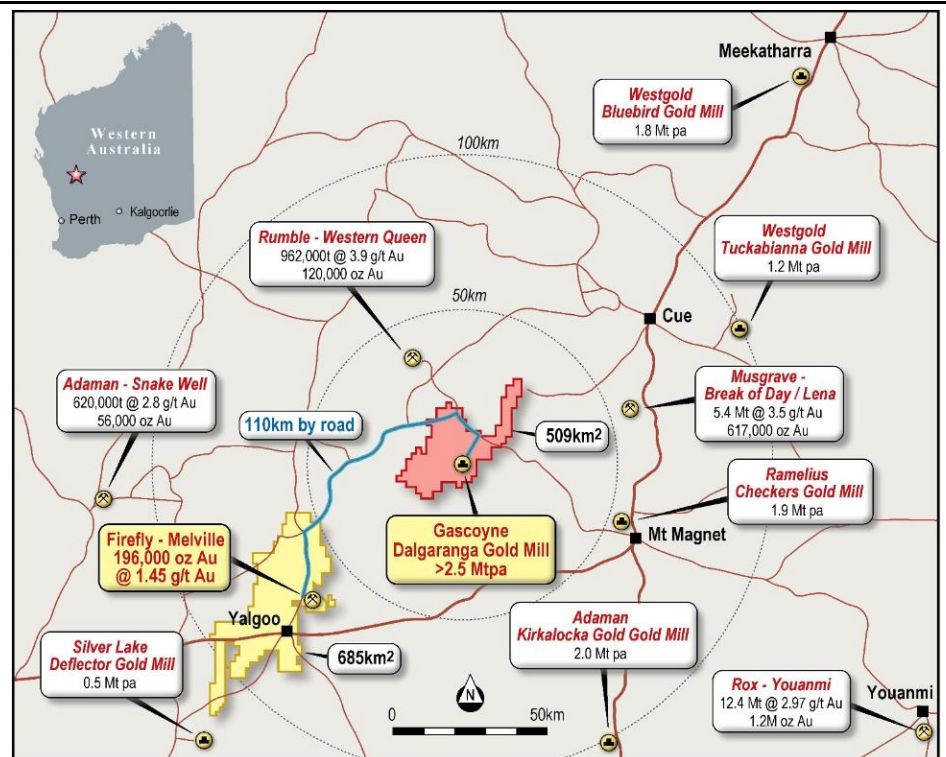 Meekatharra
Westgold
Bluebird Gold Mill
1.8 Mt pa
Western
Australia
Perth
Kalgoorlie
100km
Rumble - Western Queen
962,000t @ 3.9 g/t Au
120,000 oz Au
Westgold
Tuckabianna Gold Mill
1.2 Mt pa
50km
Cue
Adaman - Snake Well
620,000t @ 2.8 g/t Au
56,000 oz Au
Musgrave -
Break of Day / Lena
5.4 Mt @ 3.5 g/t Au
617,000 oz Au
110km by road
509km²
Ramelius
Checkers Gold Mill
1.9 Mt pa
Firefly - Melville
196,000 oz Au
@ 1.45 g/t Au
Gascoyne
Dalgaranga Gold Mill
>2.5 Mtpa
Mt Magnet
Yalgoo
Silver Lake
Deflector Gold Mill
0.5 Mt pa
685km²
Adaman
Kirkalocka Gold Gold Mill
2.0 Mt pa
N
0
50km
Rox - Youanmi
12.4 Mt @ 2.97 g/t Au
1.2M oz Au
Youanmi